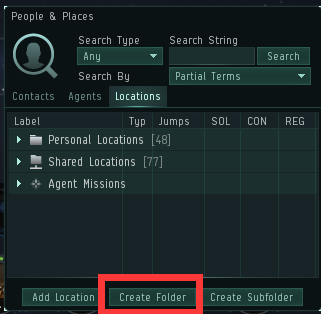 People & Places
Search Type Search String
Any Search
Search By Partial Terms
Contacts Agents Locations
Label Typ Jumps SOL CON REG
Personal Locations [48]
Shared Locations [77]
Agent Missions
Add Location Create Folder Create Subfolder